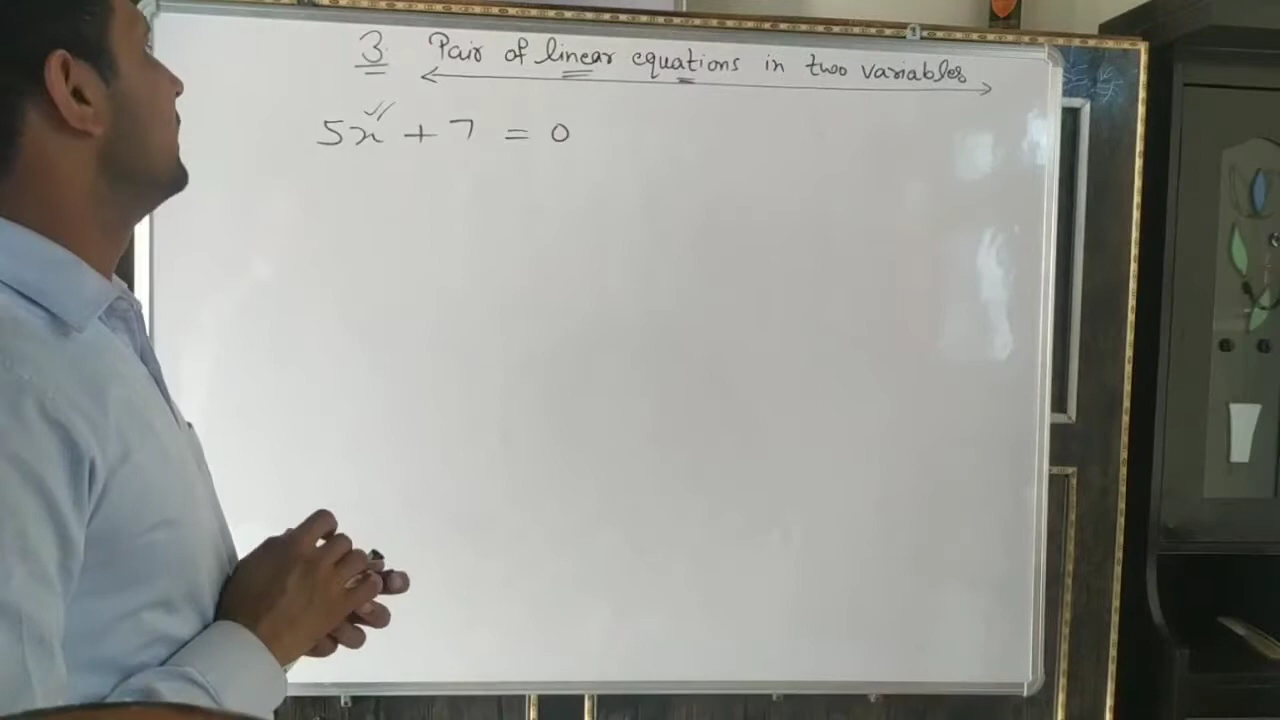 3 Pair of linear equations in two variables
5x + 7 = 0